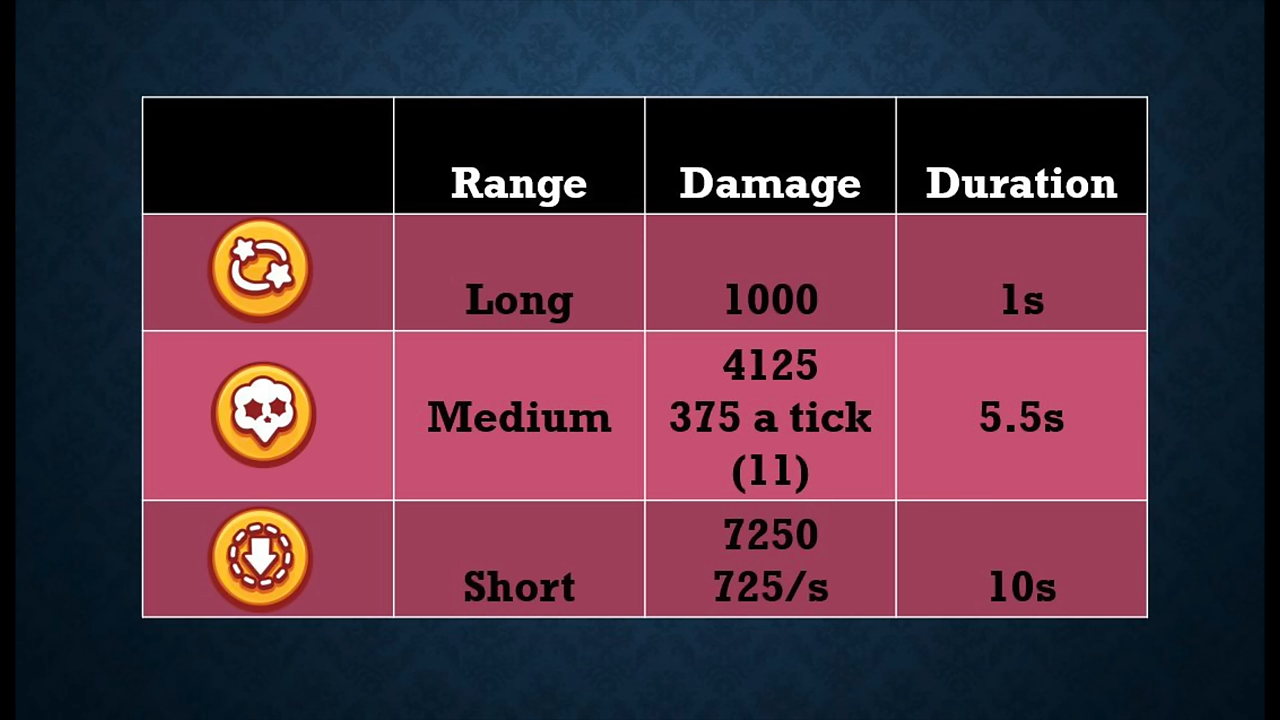 Range Damage Duration
Long 1000 1s
4125
Medium 375 a tick 5.5s
(11)
7250
Short 725/s 10s